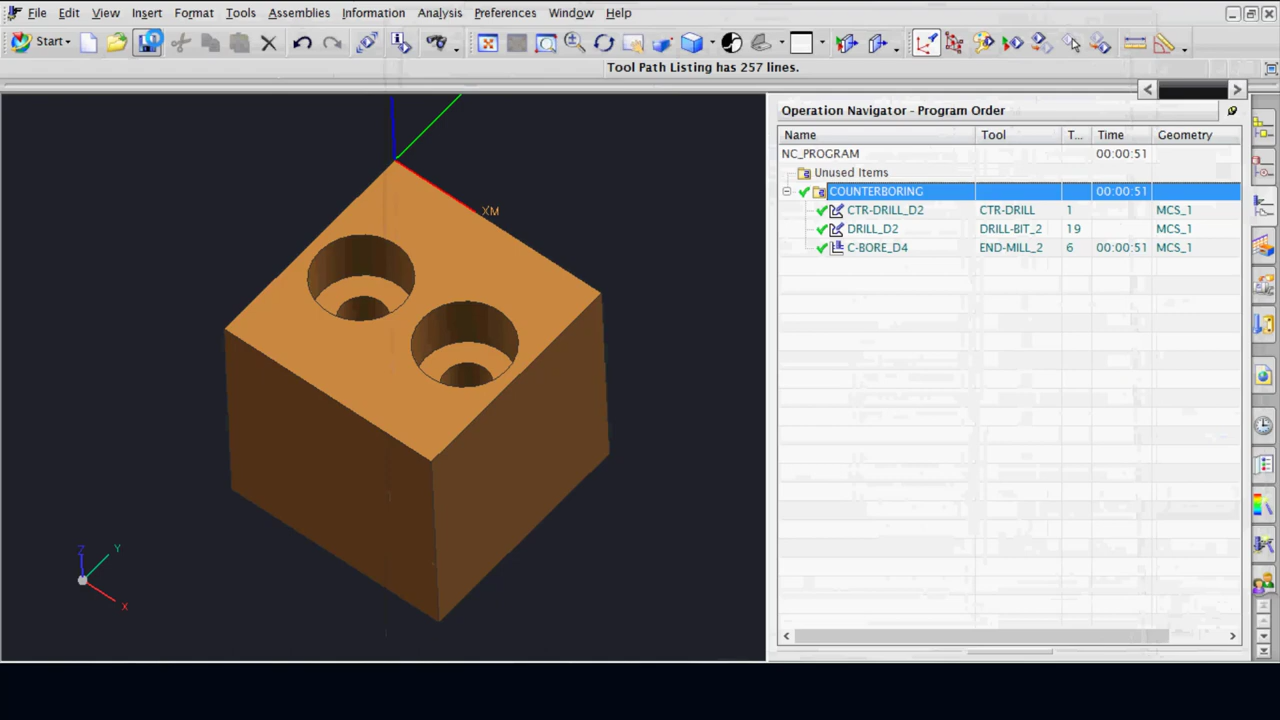 File Edit View Insert Format Tools Assemblies Information Analysis Preferences Window Help
Start
Tool Path Listing has 257 lines.
Operation Navigator - Program Order
Name Tool T... Time Geometry
NC_PROGRAM 00:00:51
Unused Items
COUNTERBORING 00:00:51
CTR-DRILL_D2 CTR-DRILL 1 MCS_1
DRILL_D2 DRILL-BIT_2 19 MCS_1
C-BORE_D4 END-MILL_2 6 00:00:51 MCS_1
XM
Z
Y
X